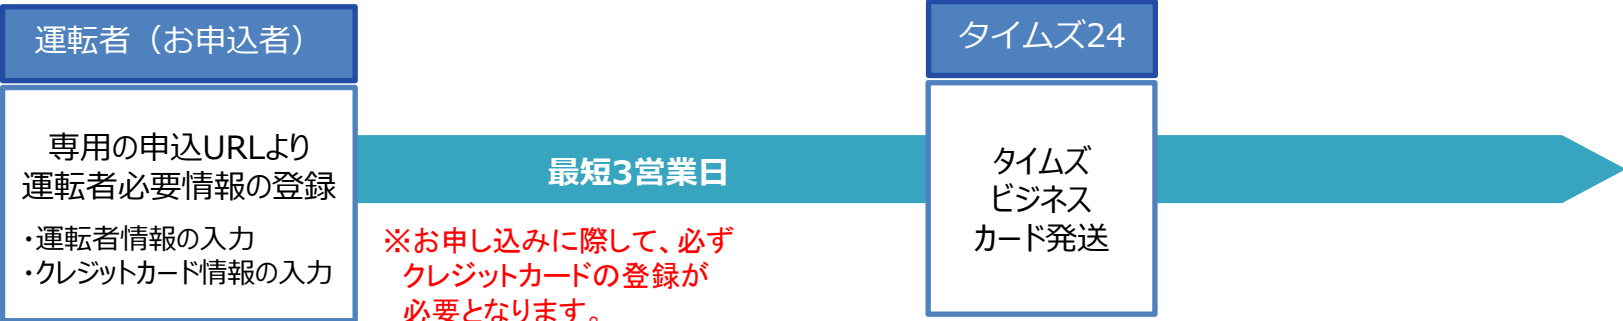 運転者（お申込者）
専用の申込URLより
運転者必要情報の登録
・運転者情報の入力
・クレジットカード情報の入力
最短3営業日
※お申し込みに際して、必ず
クレジットカードの登録が
必要となります。
タイムズ24
タイムズ
ビジネス
カード発送